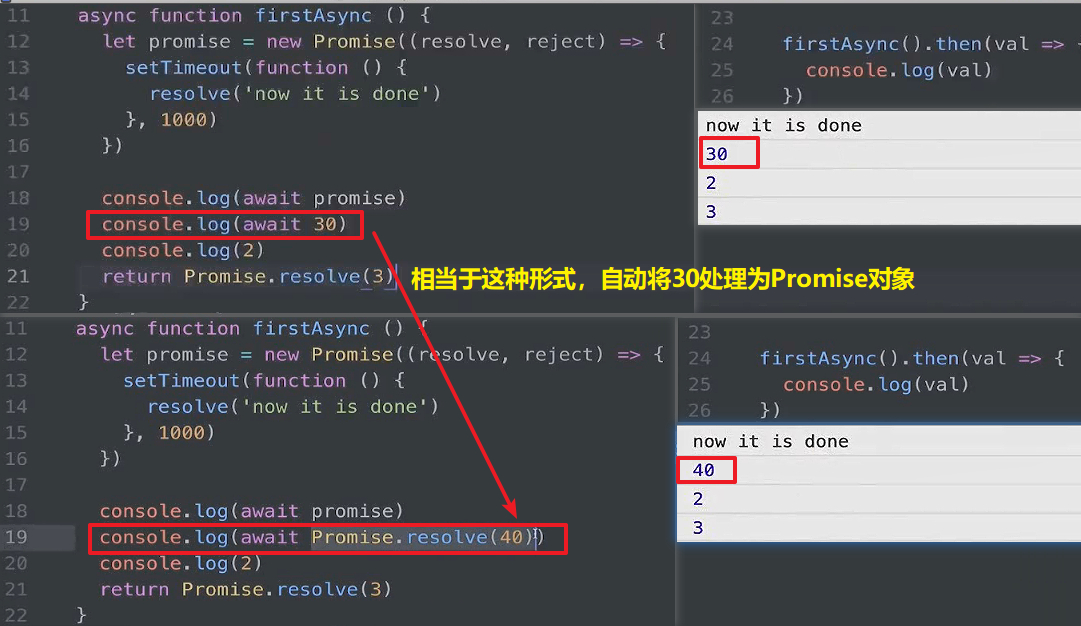 11 async function firstAsync () {
12 let promise = new Promise((resolve, reject) => {
13 setTimeout(function () {
14 resolve('now it is done')
15 }, 1000)
16 })
17
18 console.log(await promise)
19 console.log(await 30)
20 console.log(2)
21 return Promise.resolve(3)
22 }
23
24 firstAsync().then(val =>
25 console.log(val)
26 })
now it is done
30
2
3
相当于这种形式，自动将30处理为Promise对象
11 async function firstAsync () {
12 let promise = new Promise((resolve, reject) => {
13 setTimeout(function () {
14 resolve('now it is done')
15 }, 1000)
16 })
17
18 console.log(await promise)
19 console.log(await Promise.resolve(40))
20 console.log(2)
21 return Promise.resolve(3)
22 }
23
24 firstAsync().then(val => {
25 console.log(val)
26 })
now it is done
40
2
3